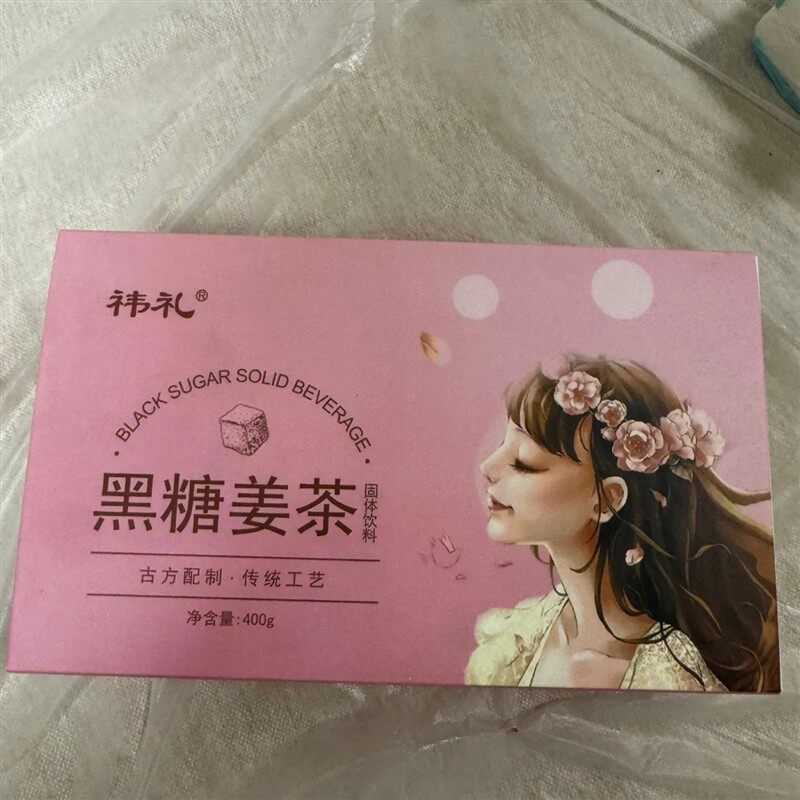 祎礼®
· BLACK SUGAR SOLID BEVERAGE ·
黑糖姜茶
固体饮料
古方配制·传统工艺
净含量:400g